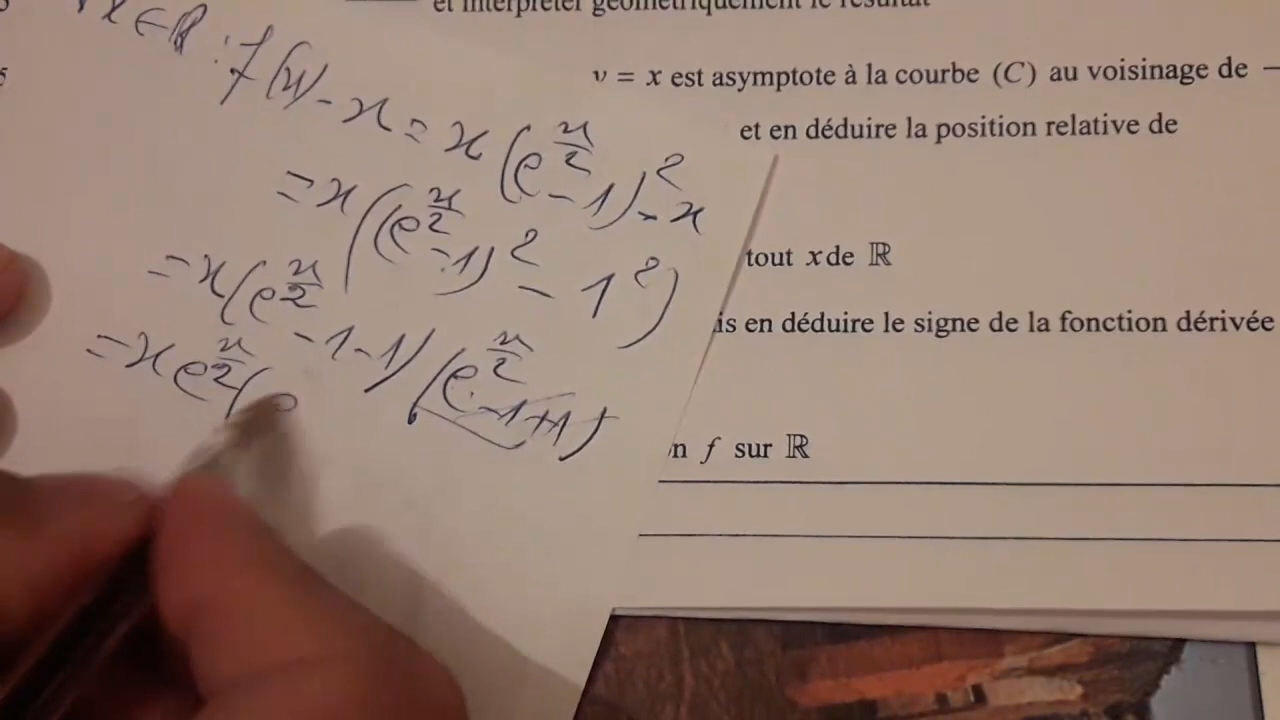 et interpréter géométriquement le résultat
∀x ∈ ℝ : f(x) - x = x(e^{x/2} - 1)² - x
= x((e^{x/2} - 1)² - 1²)
= x(e^{x/2} - 1 - 1)(e^{x/2} - 1 + 1)
= x e^{x/2}(e
y = x est asymptote à la courbe (C) au voisinage de −
et en déduire la position relative de
tout x de ℝ
is en déduire le signe de la fonction dérivée
n f sur ℝ